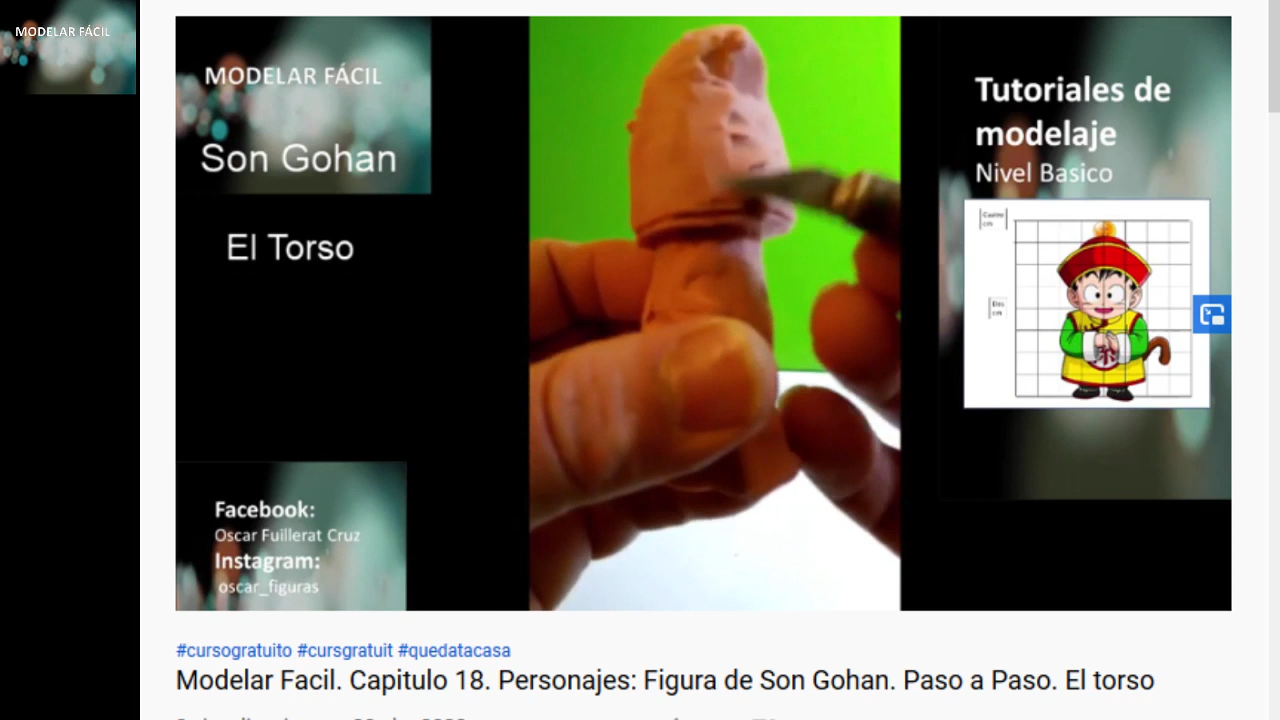 MODELAR FÁCIL
MODELAR FÁCIL
Son Gohan
El Torso
Tutoriales de
modelaje
Nivel Basico
Facebook:
Oscar Fuillerat Cruz
Instagram:
oscar_figuras
#cursogratuito #cursgratuit #quedatacasa
Modelar Facil. Capitulo 18. Personajes: Figura de Son Gohan. Paso a Paso. El torso